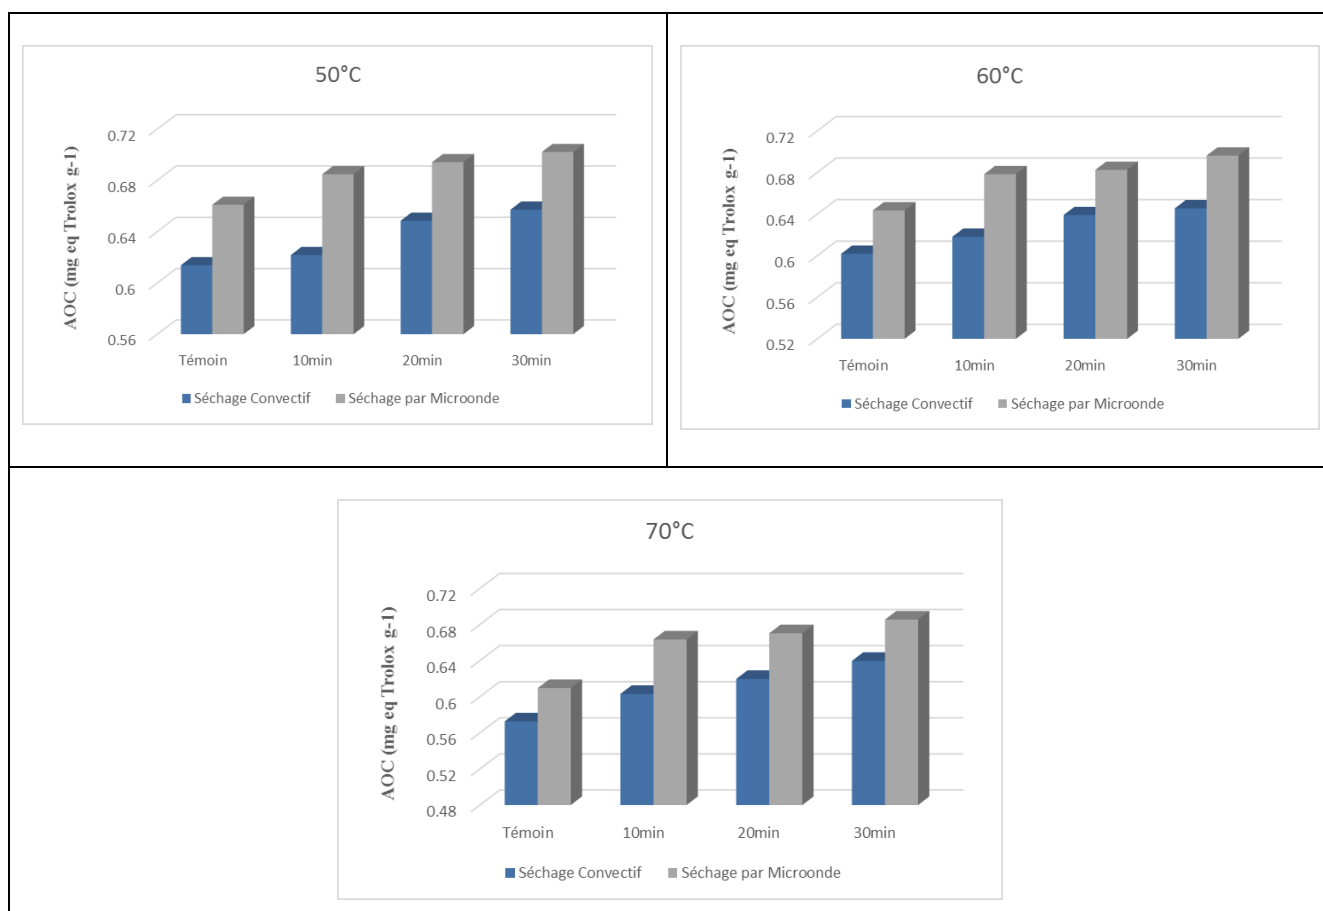 50°C
AOC (mg eq Trolox g-1)
0.72
0.68
0.64
0.6
0.56
Témoin 10min 20min 30min
Séchage Convectif Séchage par Microonde
60°C
AOC (mg eq Trolox g-1)
0.72
0.68
0.64
0.6
0.56
0.52
Témoin 10min 20min 30min
Séchage Convectif Séchage par Microonde
70°C
AOC (mg eq Trolox g-1)
0.72
0.68
0.64
0.6
0.56
0.52
0.48
Témoin 10min 20min 30min
Séchage Convectif Séchage par Microonde